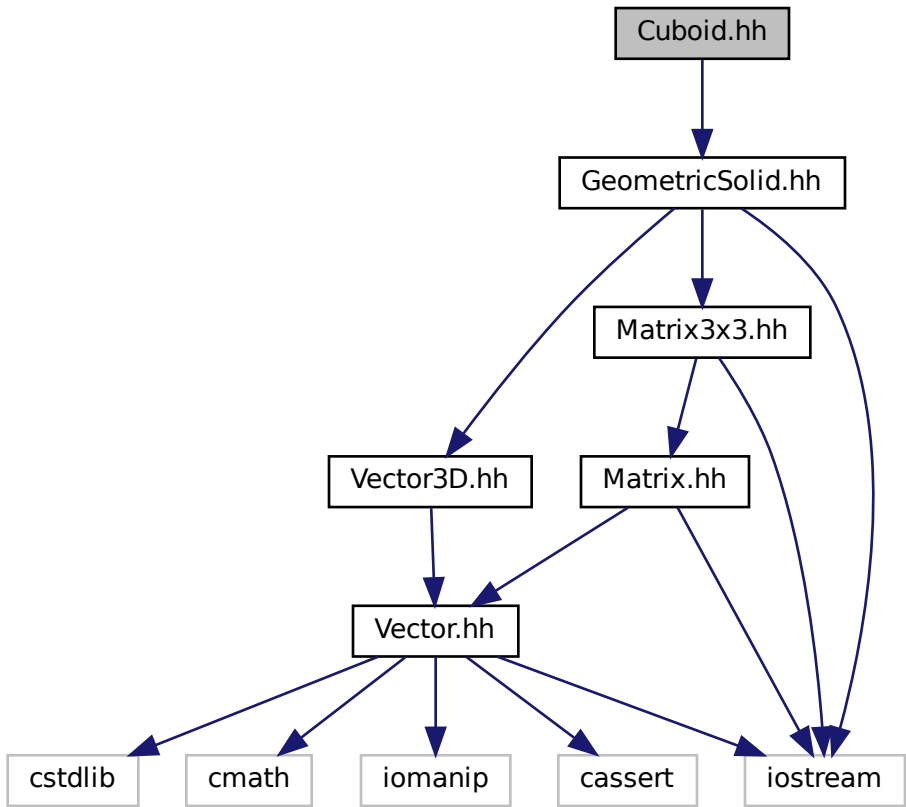 Cuboid.hh
GeometricSolid.hh
Matrix3x3.hh
Vector3D.hh
Matrix.hh
Vector.hh
cstdlib
cmath
iomanip
cassert
iostream